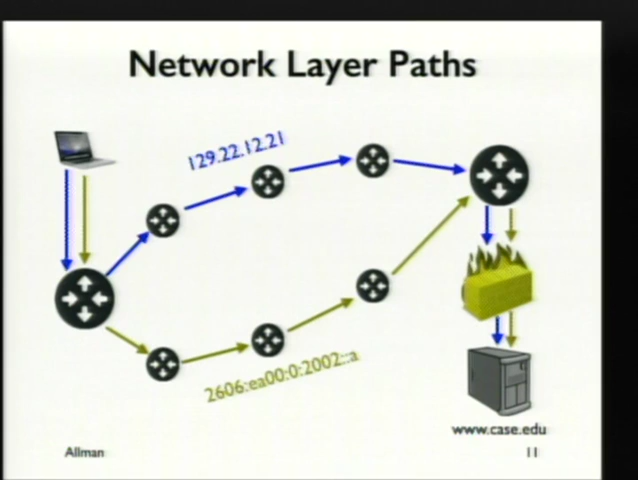 Network Layer Paths
129.22.12.21
2606:ea00:0:2002::a
www.case.edu
Allman
11